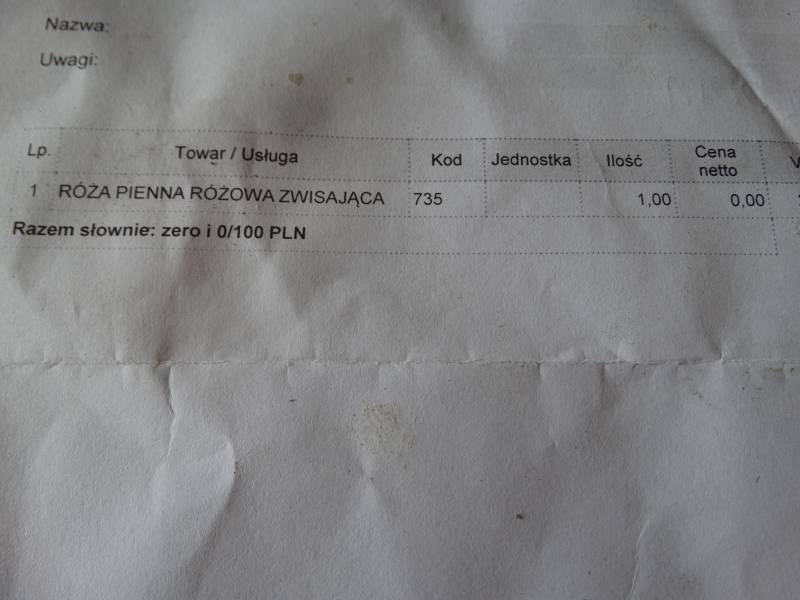 Nazwa:
Uwagi:
Lp. Towar / Usługa Kod Jednostka Ilość Cena netto
1 RÓŻA PIENNA RÓŻOWA ZWISAJĄCA 735 1,00 0,00
Razem słownie: zero i 0/100 PLN